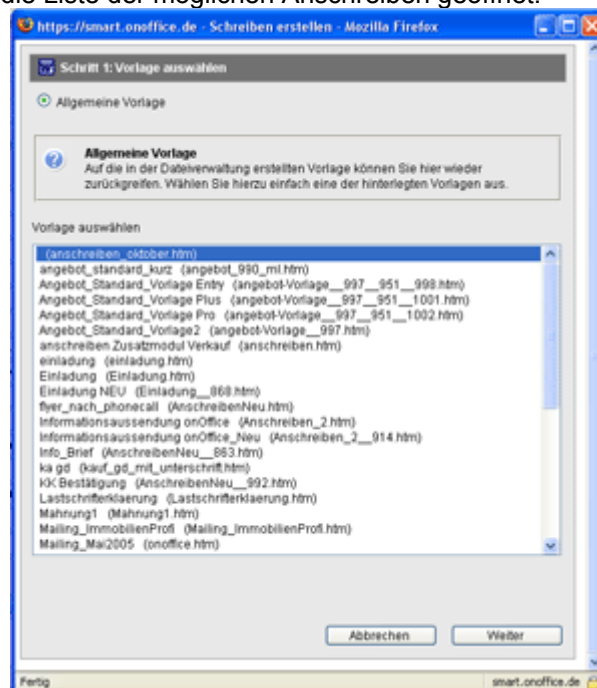 die Liste der möglichen Anschreiben geöffnet.
https://smart.onoffice.de - Schreiben erstellen - Mozilla Firefox
Schritt 1: Vorlage auswählen
Allgemeine Vorlage
Allgemeine Vorlage
Auf die in der Dateiverwaltung erstellten Vorlage können Sie hier wieder
zurückgreifen. Wählen Sie hierzu einfach eine der hinterlegten Vorlagen aus.
Vorlage auswählen
(anschreiben_oktober.htm)
angebot_standard_kurz (angebot_990_ml.htm)
Angebot_Standard_Vorlage Entry (angebot-Vorlage__997__951__998.htm)
Angebot_Standard_Vorlage Plus (angebot-Vorlage__997__951__1001.htm)
Angebot_Standard_Vorlage Pro (angebot-Vorlage__997__951__1002.htm)
Angebot_Standard_Vorlage2 (angebot-Vorlage__997.htm)
anschreiben Zusatzmodul Verkauf (anschreiben.htm)
einladung (einladung.htm)
Einladung (Einladung.htm)
Einladung NEU (Einladung__868.htm)
flyer_nach_phonecall (AnschreibenNeu.htm)
Informationsaussendung onOffice (Anschreiben_2.htm)
Informationsaussendung onOffice_Neu (Anschreiben_2__914.htm)
Info_Brief (AnschreibenNeu__863.htm)
ka gd (kauf_gd_mit_unterschrift.htm)
KK Bestätigung (AnschreibenNeu__992.htm)
Lastschrifterklaerung (Lastschrifterklaerung.htm)
Mahnung1 (Mahnung1.htm)
Mailing_ImmobilienProfi (Mailing_ImmobilienProfi.htm)
Mailing_Mai2005 (onoffice.htm)
Abbrechen Weiter
Fertig smart.onoffice.de